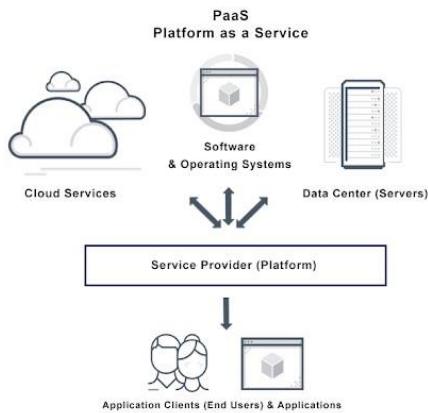 PaaS
Platform as a Service
Software
& Operating Systems
Cloud Services
Data Center (Servers)
Service Provider (Platform)
Application Clients (End Users) & Applications